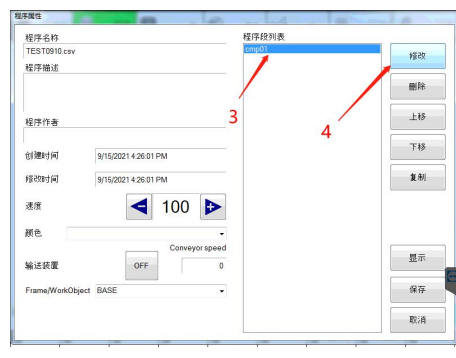 程序属性
程序名称
TEST0910.csv
程序描述
程序作者
创建时间 9/15/2021 4:26:01 PM
修改时间 9/15/2021 4:26:01 PM
速度 100
颜色
Conveyor speed
输送装置 OFF 0
Frame/WorkObject BASE
程序段列表
cmp01
3
4
修改
删除
上移
下移
复制
显示
保存
取消